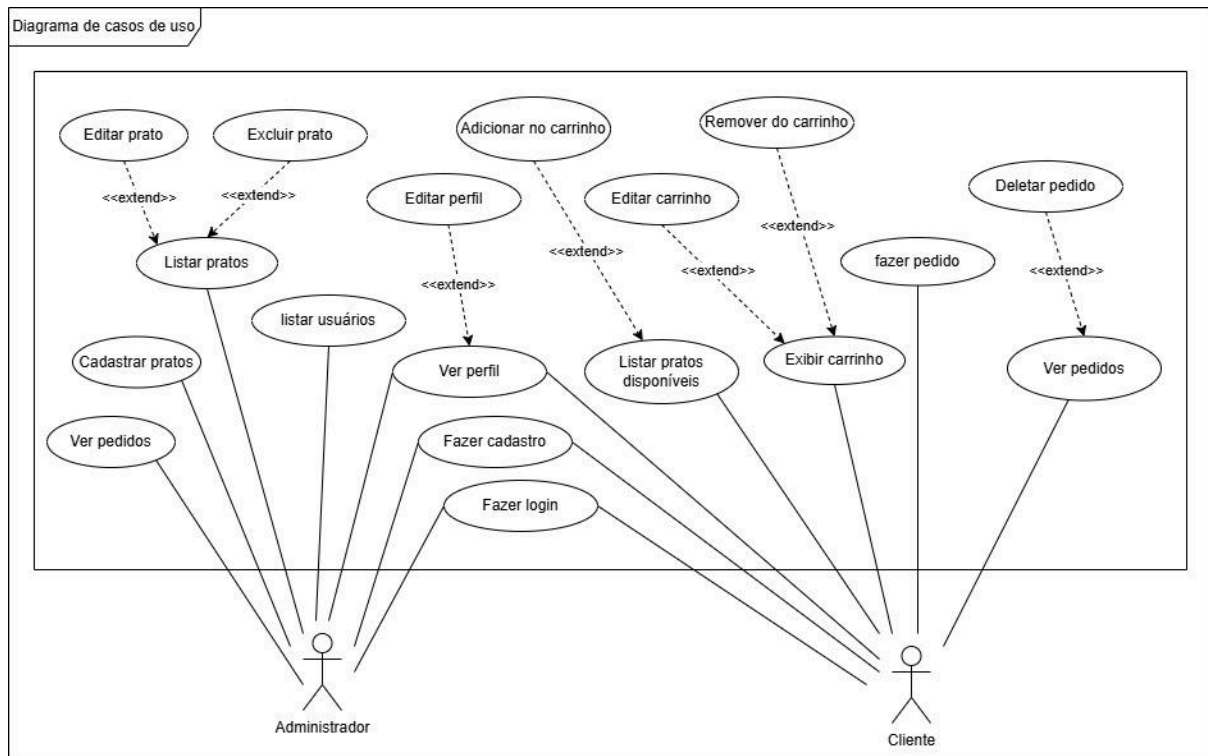 Diagrama de casos de uso
Editar prato
Excluir prato
Adicionar no carrinho
Remover do carrinho
<<extend>>
<<extend>>
Editar perfil
Editar carrinho
Deletar pedido
<<extend>>
<<extend>>
<<extend>>
Listar pratos
<<extend>>
<<extend>>
<<extend>>
fazer pedido
listar usuários
Cadastrar pratos
Ver perfil
Listar pratos
disponíveis
Exibir carrinho
Ver pedidos
Ver pedidos
Fazer cadastro
Fazer login
Administrador
Cliente